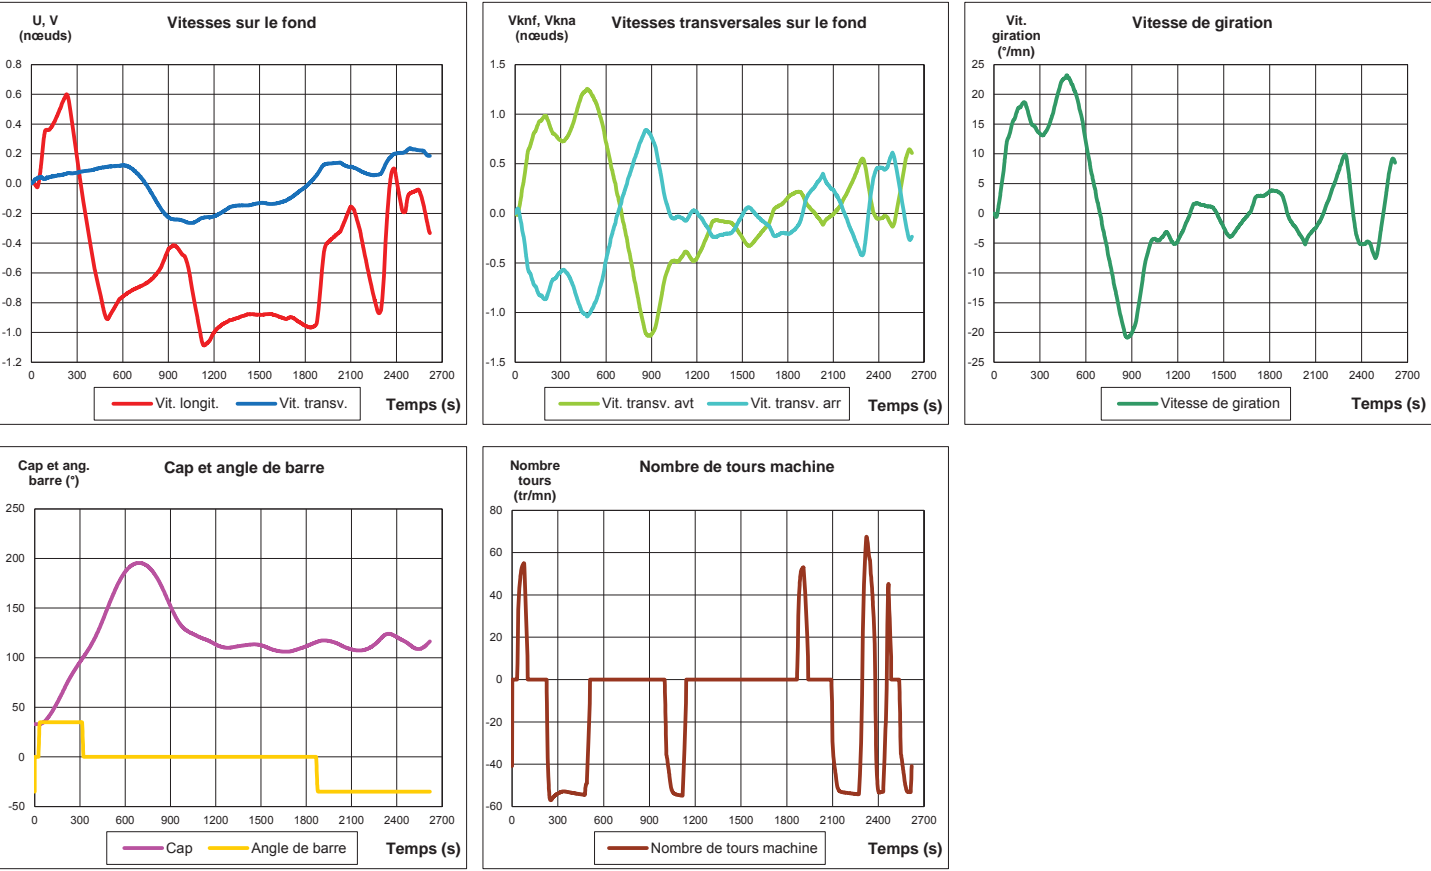 U, V
(nœuds)
Vitesses sur le fond
0.8
0.6
0.4
0.2
0.0
-0.2
-0.4
-0.6
-0.8
-1.0
-1.2
0 300 600 900 1200 1500 1800 2100 2400 2700
Vit. longit. Vit. transv. Temps (s)
Vknf, Vkna
(nœuds)
Vitesses transversales sur le fond
1.5
1.0
0.5
0.0
-0.5
-1.0
-1.5
0 300 600 900 1200 1500 1800 2100 2400 2700
Vit. transv. avt Vit. transv. arr Temps (s)
Vit.
giration
(°/mn)
Vitesse de giration
25
20
15
10
5
0
-5
-10
-15
-20
-25
0 300 600 900 1200 1500 1800 2100 2400 2700
Vitesse de giration Temps (s)
Cap et ang.
barre (°)
Cap et angle de barre
250
200
150
100
50
0
-50
0 300 600 900 1200 1500 1800 2100 2400 2700
Cap Angle de barre Temps (s)
Nombre
tours
(tr/mn)
Nombre de tours machine
80
60
40
20
0
-20
-40
-60
0 300 600 900 1200 1500 1800 2100 2400 2700
Nombre de tours machine Temps (s)